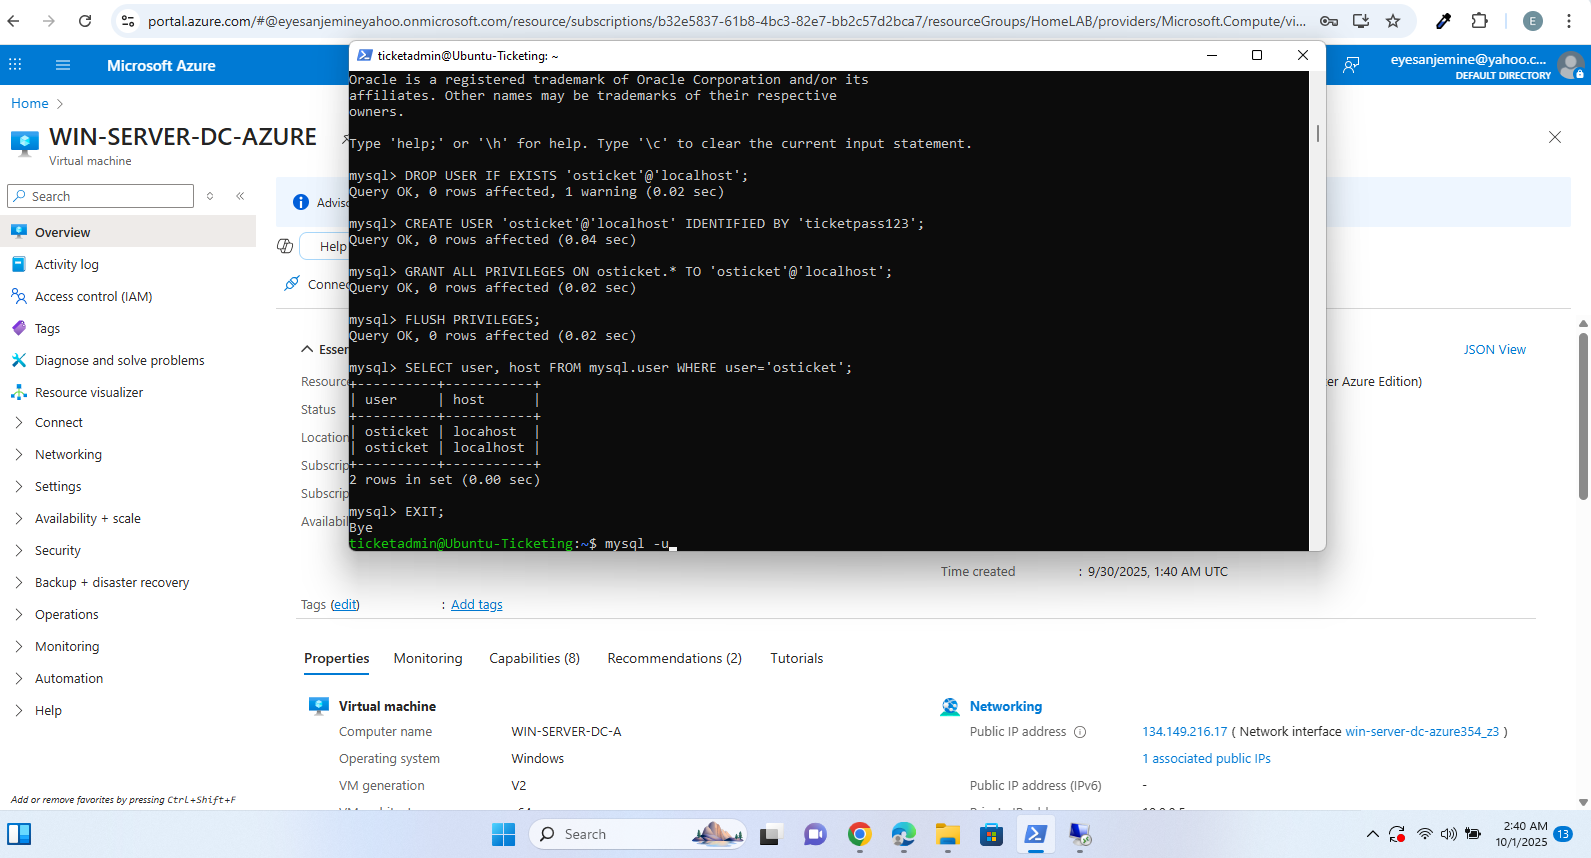 portal.azure.com/#@eyesanjemineyahoo.onmicrosoft.com/resource/subscriptions/b32e5837-61b8-4bc3-82e7-bb2c57d2bca7/resourceGroups/HomeLAB/providers/Microsoft.Compute/vi...
E
Microsoft Azure
eyesanjemine@yahoo.c...
DEFAULT DIRECTORY
Home
WIN-SERVER-DC-AZURE
Virtual machine
Search
Overview
Activity log
Access control (IAM)
Tags
Diagnose and solve problems
Resource visualizer
Connect
Networking
Settings
Availability + scale
Security
Backup + disaster recovery
Operations
Monitoring
Automation
Help
Add or remove favorites by pressing Ctrl+Shift+F
Adviso
Help
Connec
Essen
Resourc
Status
Location
Subscrip
Subscrip
Availabil
JSON View
er Azure Edition)
ticketadmin@Ubuntu-Ticketing: ~
Oracle is a registered trademark of Oracle Corporation and/or its
affiliates. Other names may be trademarks of their respective
owners.
Type 'help;' or '\h' for help. Type '\c' to clear the current input statement.
mysql> DROP USER IF EXISTS 'osticket'@'localhost';
Query OK, 0 rows affected, 1 warning (0.02 sec)
mysql> CREATE USER 'osticket'@'localhost' IDENTIFIED BY 'ticketpass123';
Query OK, 0 rows affected (0.04 sec)
mysql> GRANT ALL PRIVILEGES ON osticket.* TO 'osticket'@'localhost';
Query OK, 0 rows affected (0.02 sec)
mysql> FLUSH PRIVILEGES;
Query OK, 0 rows affected (0.02 sec)
mysql> SELECT user, host FROM mysql.user WHERE user='osticket';
+----------+-----------+
| user     | host      |
+----------+-----------+
| osticket | locahost  |
| osticket | localhost |
+----------+-----------+
2 rows in set (0.00 sec)
mysql> EXIT;
Bye
ticketadmin@Ubuntu-Ticketing:~$ mysql -u
Time created : 9/30/2025, 1:40 AM UTC
Tags (edit) : Add tags
Properties Monitoring Capabilities (8) Recommendations (2) Tutorials
Virtual machine
Computer name WIN-SERVER-DC-A
Operating system Windows
VM generation V2
Networking
Public IP address 134.149.216.17 ( Network interface win-server-dc-azure354_z3 )
1 associated public IPs
Public IP address (IPv6) -
Search
2:40 AM
10/1/2025
13